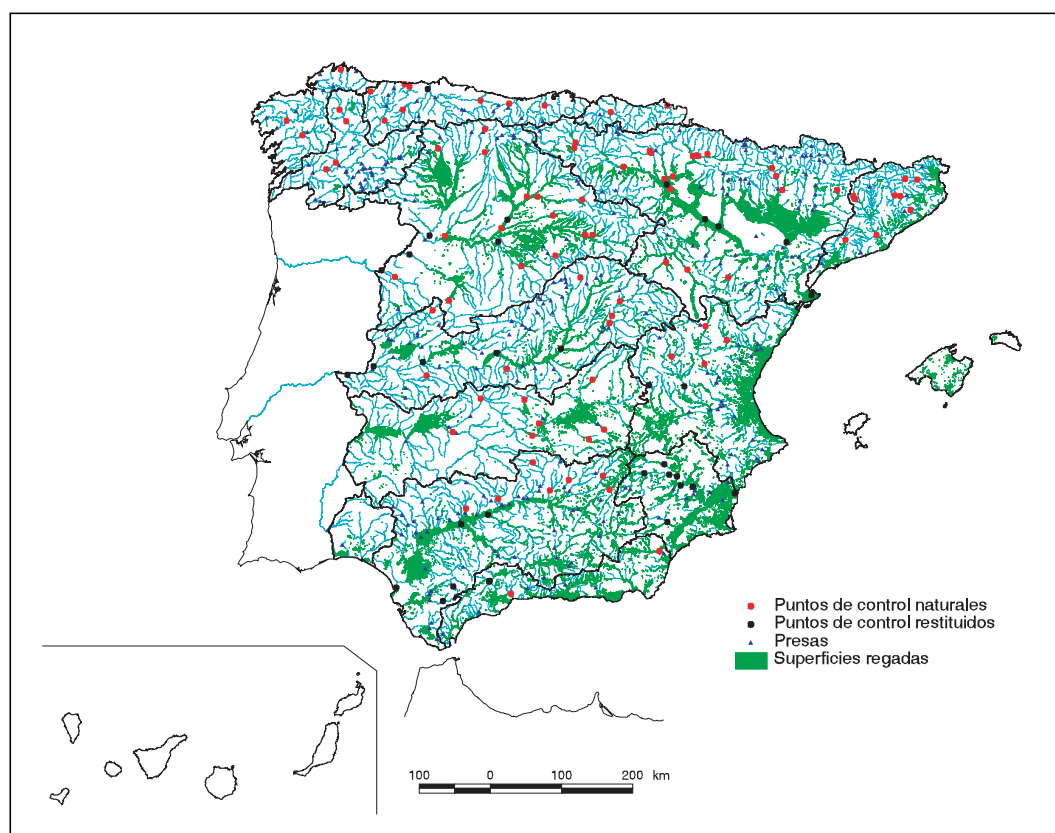 Puntos de control naturales
Puntos de control restituidos
Presas
Superficies regadas
100 0 100 200 km